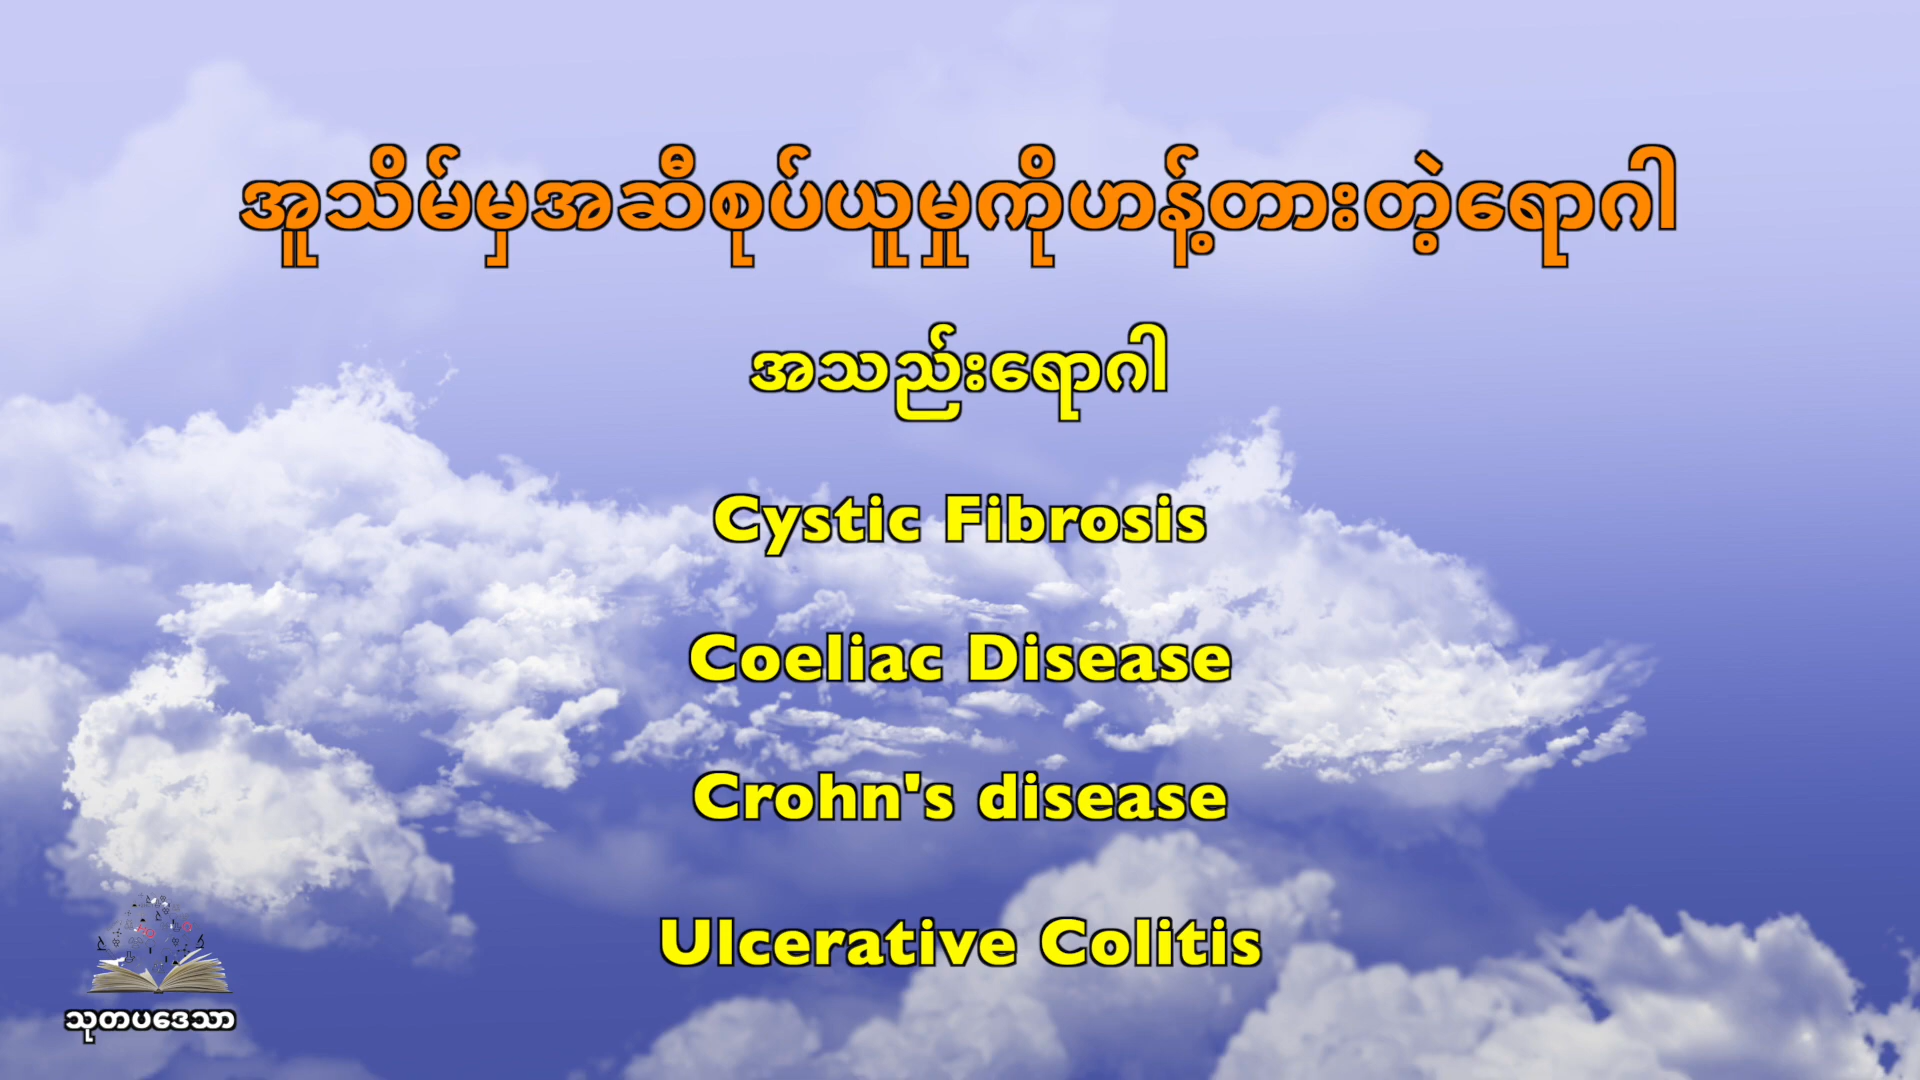 အူသိမ်မှအဆီစုပ်ယူမှုကိုဟန့်တားတဲ့ရောဂါ
အသည်းရောဂါ
Cystic Fibrosis
Coeliac Disease
Crohn's disease
Ulcerative Colitis
သုတပဒေသာ